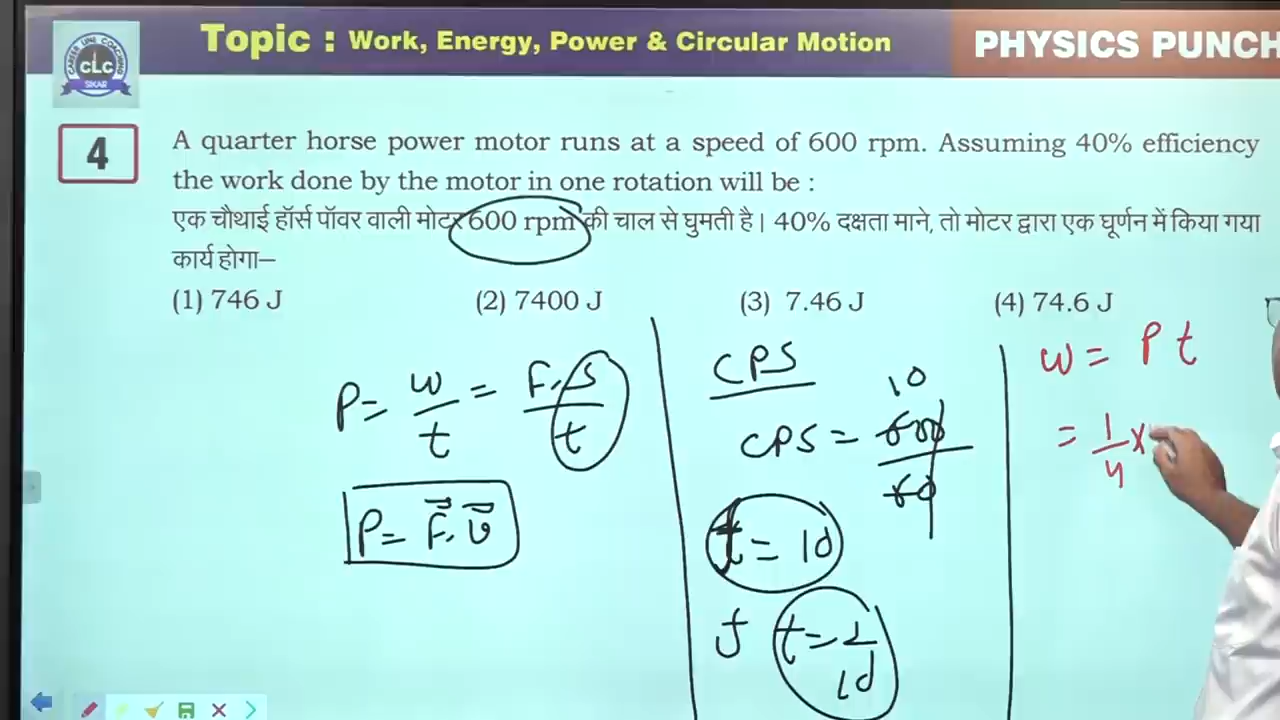 Topic : Work, Energy, Power & Circular Motion
PHYSICS PUNCH
CAREER LINE COACHING
CLC
SIKAR
4
A quarter horse power motor runs at a speed of 600 rpm. Assuming 40% efficiency
the work done by the motor in one rotation will be :
एक चौथाई हॉर्स पॉवर वाली मोटर 600 rpm की चाल से घुमती है। 40% दक्षता माने, तो मोटर द्वारा एक घूर्णन में किया गया
कार्य होगा—
(1) 746 J (2) 7400 J (3) 7.46 J (4) 74.6 J
P = w/t = F.s/t
P = F⃗.v⃗
CPS
10
CPS = 600/60
f = 10
t = 1/10
w = P t
= 1/4 ×